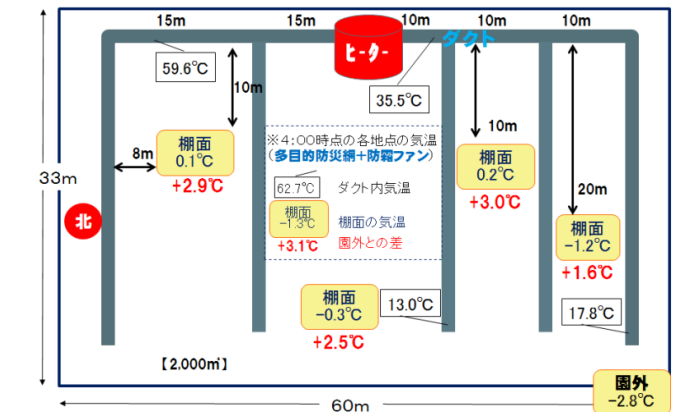 15m 15m 10m 10m 10m
ヒーター
ダクト
59.6℃
35.5℃
10m
10m
8m
棚面
0.1℃
+2.9℃
33m
北
※4:00時点の各地点の気温
(多目的防災網+防霜ファン)
62.7℃ ダクト内気温
棚面
-1.3℃ 棚面の気温
+3.1℃ 園外との差
棚面
0.2℃
+3.0℃
20m
棚面
-1.2℃
+1.6℃
棚面
-0.3℃
+2.5℃
13.0℃
17.8℃
【2,000㎡】
園外
-2.8℃
60m